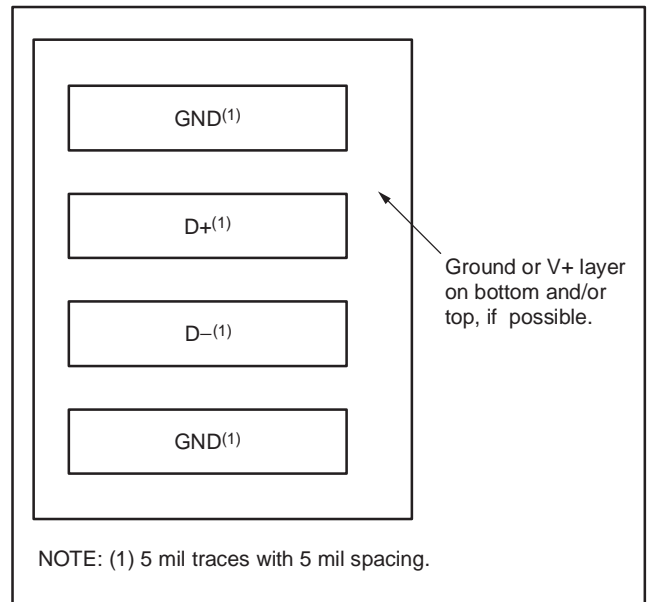 GND(1)
D+(1)
Ground or V+ layer
on bottom and/or
top, if possible.
D−(1)
GND(1)
NOTE: (1) 5 mil traces with 5 mil spacing.